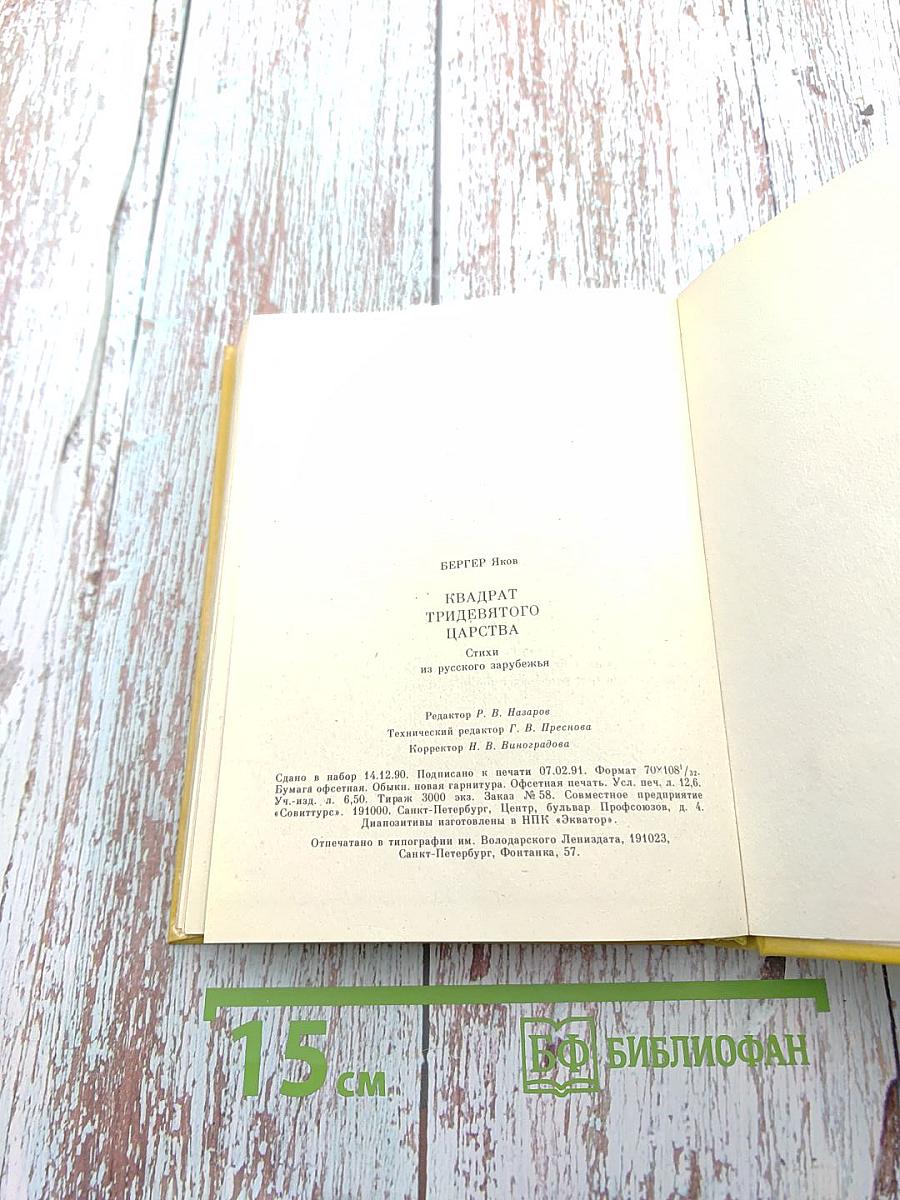 БЕРГЕР Яков
КВАДРАТ
ТРИДЕВЯТОГО
ЦАРСТВА
Стихи
из русского зарубежья
Редактор Р. В. Назаров
Технический редактор Г. В. Преснова
Корректор Н. В. Виноградова
Сдано в набор 14.12.90. Подписано к печати 07.02.91. Формат 70×108¹/₃₂.
Бумага офсетная. Обыкн. новая гарнитура. Офсетная печать. Усл. печ. л. 12,6.
Уч.-изд. л. 6,50. Тираж 3000 экз. Заказ № 58. Совместное предприятие
«Совиттурс». 191000. Санкт-Петербург, Центр, бульвар Профсоюзов, д. 4.
Диапозитивы изготовлены в НПК «Экватор».
Отпечатано в типографии им. Володарского Лениздата, 191023,
Санкт-Петербург, Фонтанка, 57.
15 см
БФ БИБЛИОФАН